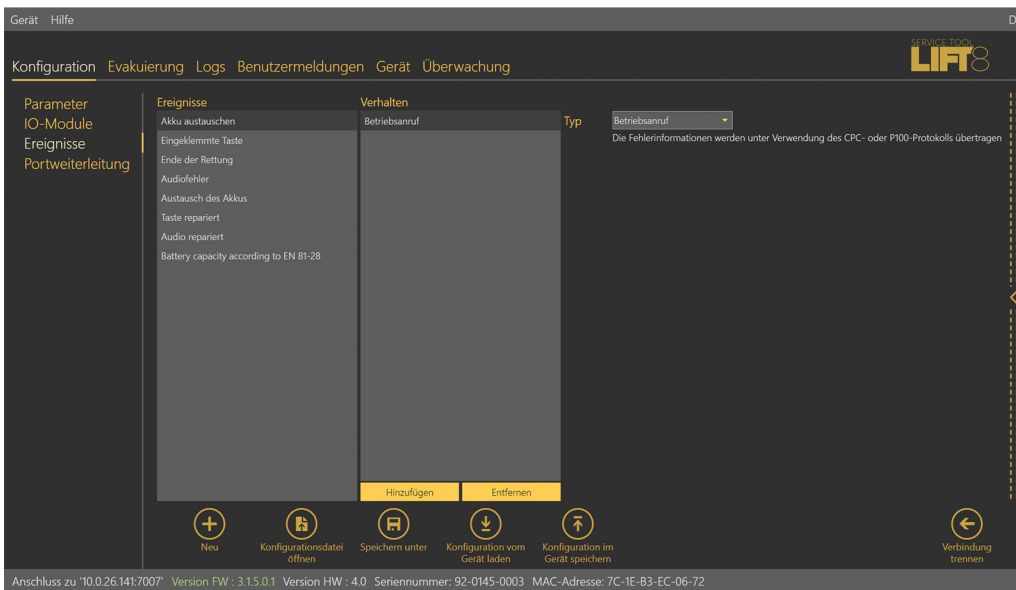 Gerät Hilfe D
SERVICE TOOL
LIFT8
Konfiguration Evakuierung Logs Benutzermeldungen Gerät Überwachung
Parameter
IO-Module
Ereignisse
Portweiterleitung
Ereignisse
Akku austauschen
Eingeklemmte Taste
Ende der Rettung
Audiofehler
Austausch des Akkus
Taste repariert
Audio repariert
Battery capacity according to EN 81-28
Verhalten
Betriebsanruf
Hinzufügen Entfernen
Typ Betriebsanruf
Die Fehlerinformationen werden unter Verwendung des CPC- oder P100-Protokolls übertragen
Neu
Konfigurationsdatei
öffnen
Speichern unter
Konfiguration vom
Gerät laden
Konfiguration im
Gerät speichern
Verbindung
trennen
Anschluss zu '10.0.26.141:7007' Version FW : 3.1.5.0.1 Version HW : 4.0 Seriennummer: 92-0145-0003 MAC-Adresse: 7C-1E-B3-EC-06-72